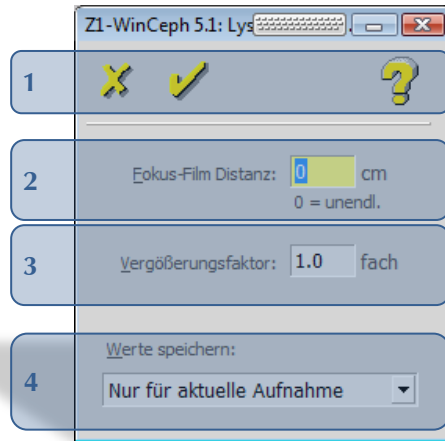 Z1-WinCeph 5.1: Lys
1
2
Fokus-Film Distanz: 0 cm
0 = unendl.
3
Vergößerungsfaktor: 1.0 fach
4
Werte speichern:
Nur für aktuelle Aufnahme